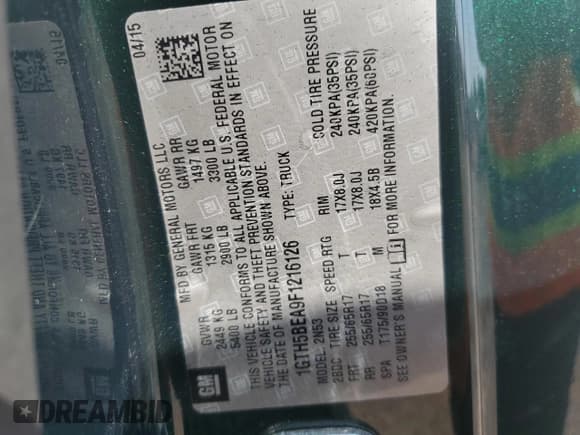 04/15
MFD BY GENERAL MOTORS LLC
GVWR GAWR FRT GAWR RR
2449 KG 1315 KG 1497 KG
5400 LB 2900 LB 3300 LB
THIS VEHICLE CONFORMS TO ALL APPLICABLE U.S. FEDERAL MOTOR
VEHICLE SAFETY AND THEFT PREVENTION STANDARDS IN EFFECT ON
THE DATE OF MANUFACTURE SHOWN ABOVE.
1GTH5BEA9F1216126 TYPE: TRUCK
MODEL: 2N53
2BDC TIRE SIZE SPEED RTG RIM COLD TIRE PRESSURE
FRT 255/65R17 T 17X8.0J 240KPA(35PSI)
RR 255/65R17 T 17X8.0J 240KPA(35PSI)
SPA T175/90D18 M 18X4.5B 420KPA(60PSI)
SEE OWNER'S MANUAL FOR MORE INFORMATION.
GM
DREAMBID